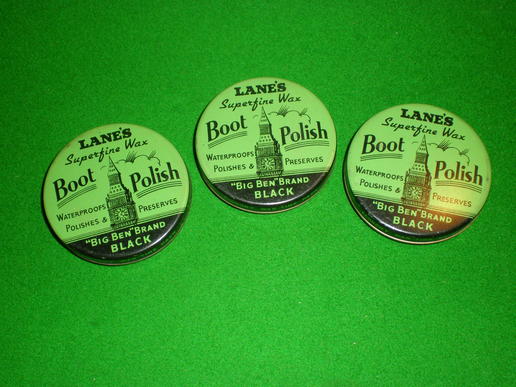 LANE'S
Superfine Wax
Boot Polish
WATERPROOFS
POLISHES & PRESERVES
"BIG BEN" BRAND
BLACK
LANE'S
Superfine Wax
Boot Polish
WATERPROOFS
POLISHES & PRESERVES
"BIG BEN" BRAND
BLACK
LANE'S
Superfine Wax
Boot Polish
WATERPROOFS
POLISHES & PRESERVES
"BIG BEN" BRAND
BLACK